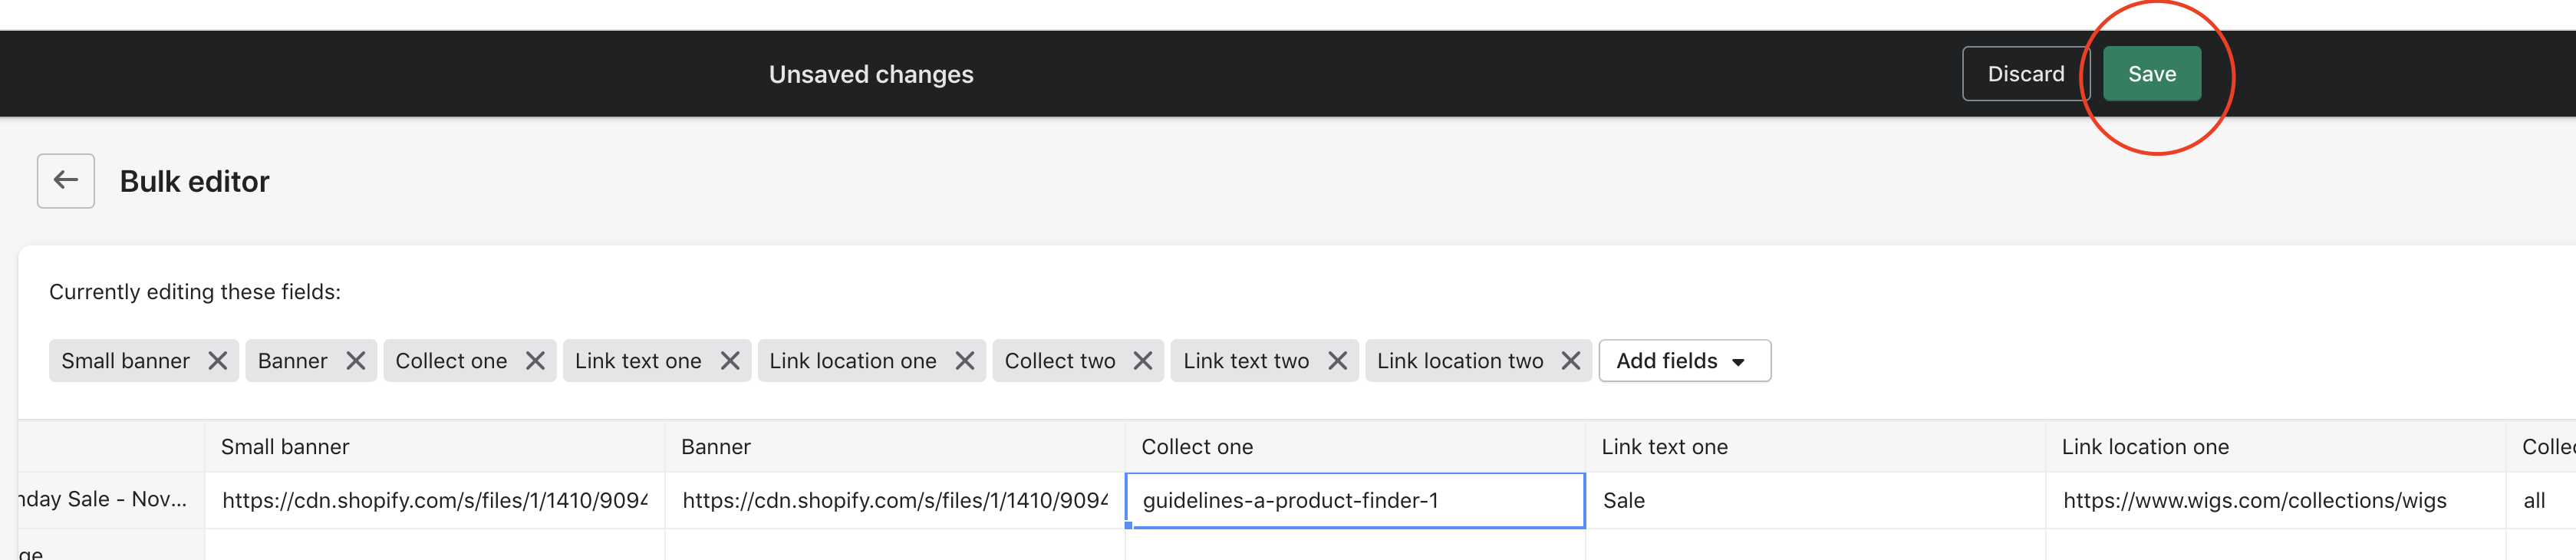 Unsaved changes Discard Save
Bulk editor
Currently editing these fields:
Small banner Banner Collect one Link text one Link location one Collect two Link text two Link location two Add fields
Small banner Banner Collect one Link text one Link location one
Sale - Nov... https://cdn.shopify.com/s/files/1/1410/9094 https://cdn.shopify.com/s/files/1/1410/9094 guidelines-a-product-finder-1 Sale https://www.wigs.com/collections/wigs all